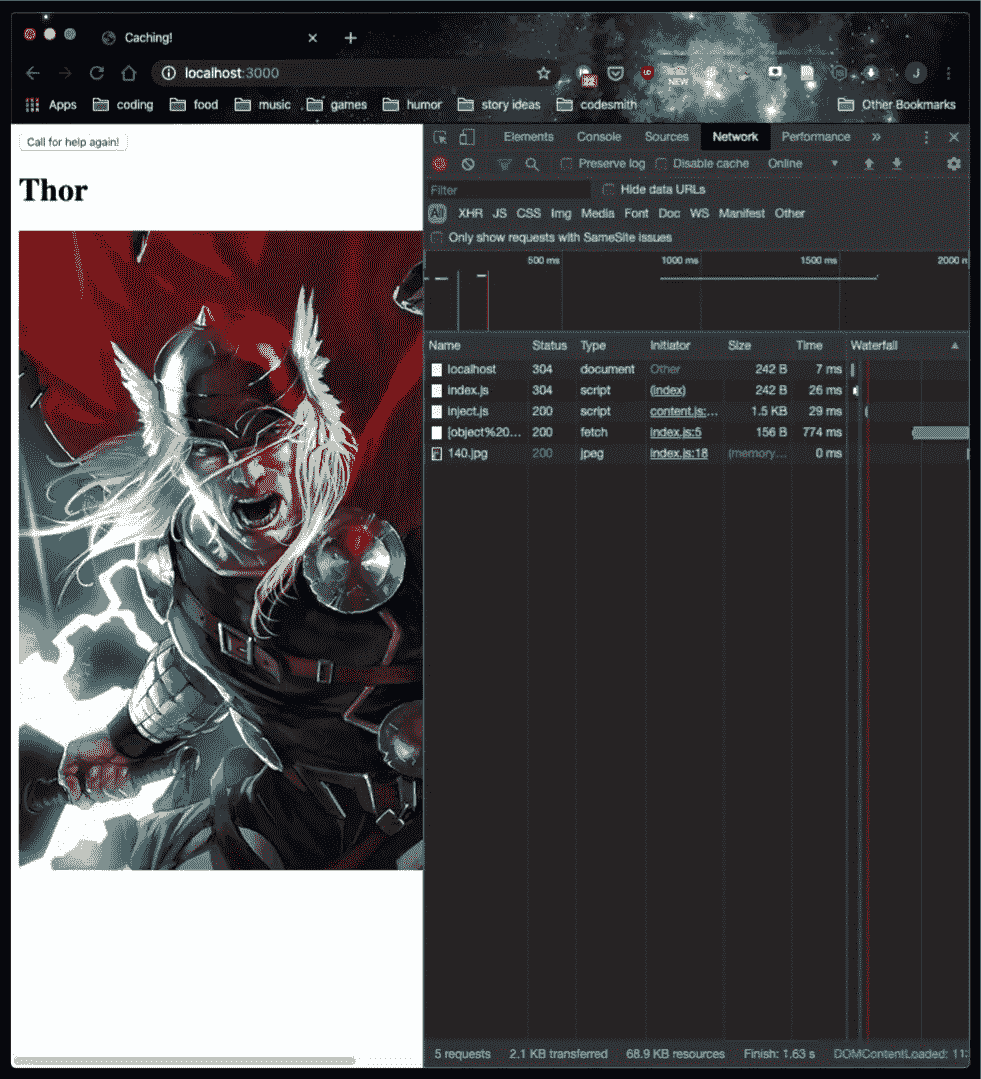 Caching!
localhost:3000
NEW
J
Apps coding food music games humor story ideas codesmith Other Bookmarks
Call for help again!
Thor
Elements Console Sources Network Performance
Preserve log Disable cache Online
Filter Hide data URLs
All XHR JS CSS Img Media Font Doc WS Manifest Other
Only show requests with SameSite issues
500 ms 1000 ms 1500 ms 2000 m
Name Status Type Initiator Size Time Waterfall
localhost 304 document Other 242 B 7 ms
index.js 304 script (index) 242 B 26 ms
inject.js 200 script content.js:... 1.5 KB 29 ms
[object%20... 200 fetch index.js:5 156 B 774 ms
140.jpg 200 jpeg index.js:18 (memory... 0 ms
5 requests 2.1 KB transferred 68.9 KB resources Finish: 1.63 s DOMContentLoaded: 11